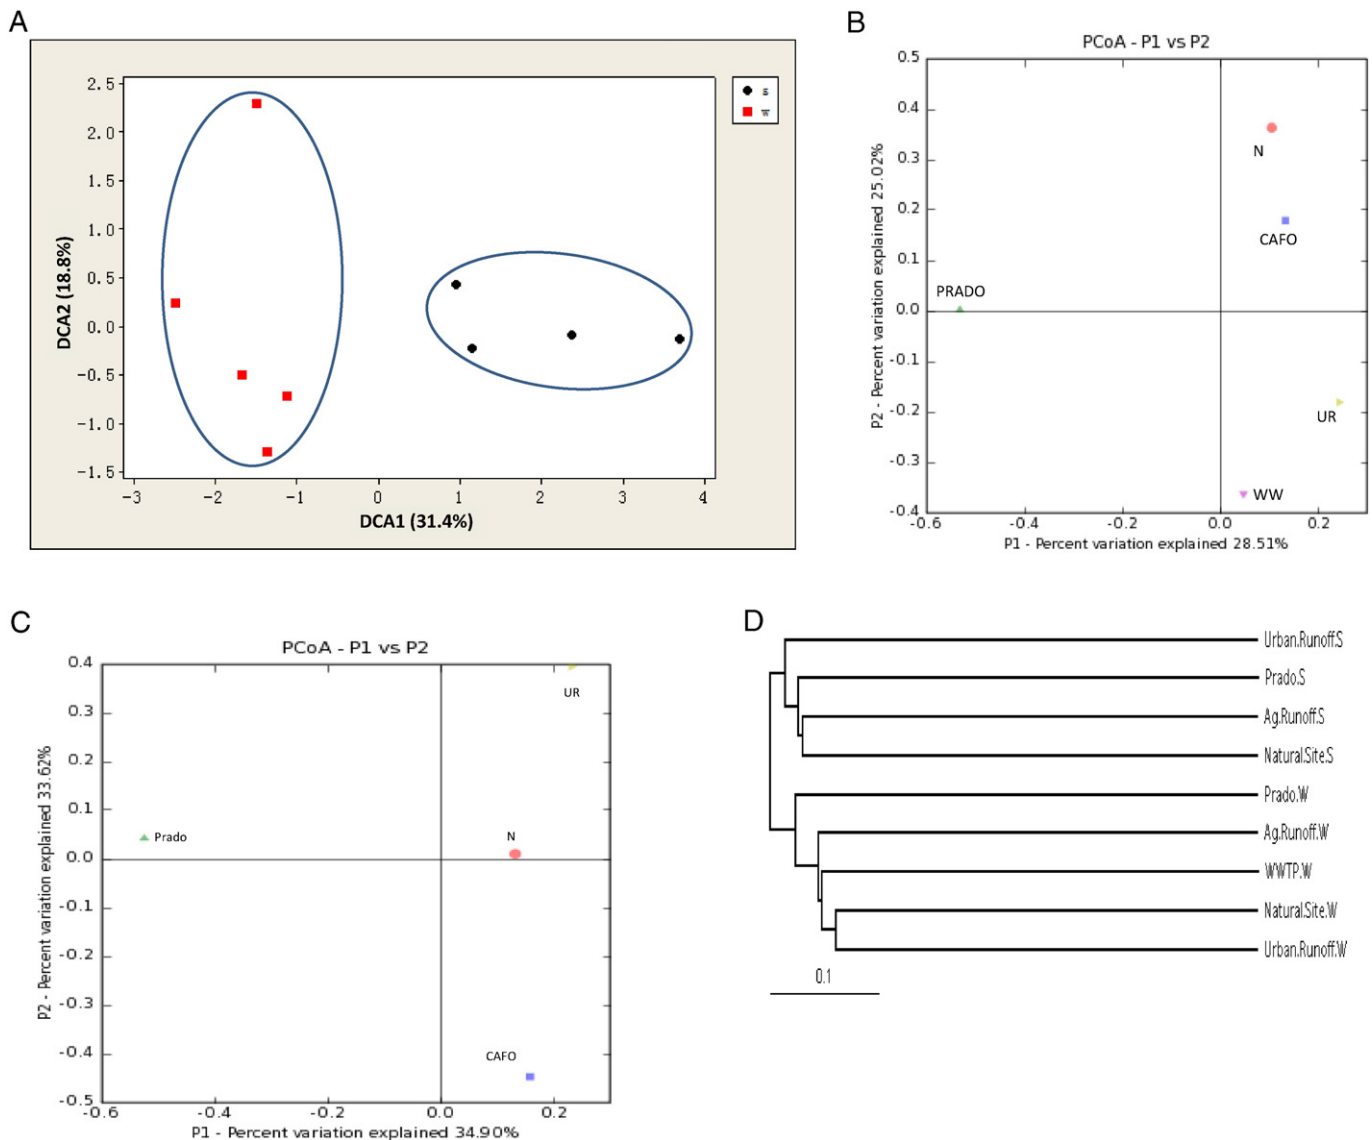 A
2.5
2.0
1.5
1.0
0.5
0.0
-0.5
-1.0
-1.5
DCA2 (18.8%)
-3 -2 -1 0 1 2 3 4
DCA1 (31.4%)
s
w
B
PCoA - P1 vs P2
0.5
0.4
0.3
0.2
0.1
0.0
-0.1
-0.2
-0.3
-0.4
P2 - Percent variation explained 25.02%
N
CAFO
PRADO
UR
WW
-0.6 -0.4 -0.2 0.0 0.2
P1 - Percent variation explained 28.51%
C
PCoA - P1 vs P2
0.4
0.3
0.2
0.1
0.0
-0.1
-0.2
-0.3
-0.4
-0.5
P2 - Percent variation explained 33.62%
UR
Prado
N
CAFO
-0.6 -0.4 -0.2 0.0 0.2
P1 - Percent variation explained 34.90%
D
Urban.Runoff.S
Prado.S
Ag.Runoff.S
Natural.Site.S
Prado.W
Ag.Runoff.W
WWTP.W
Natural.Site.W
Urban.Runoff.W
0.1